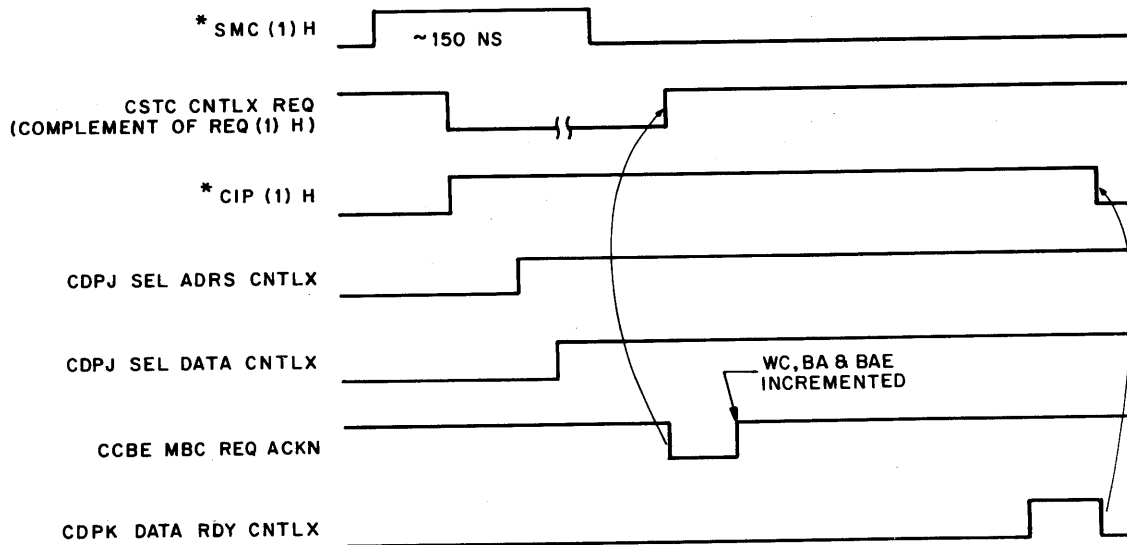 * SMC (1) H
~150 NS
CSTC CNTLX REQ
(COMPLEMENT OF REQ (1) H)
* CIP (1) H
CDPJ SEL ADRS CNTLX
CDPJ SEL DATA CNTLX
WC, BA & BAE
INCREMENTED
CCBE MBC REQ ACKN
CDPK DATA RDY CNTLX